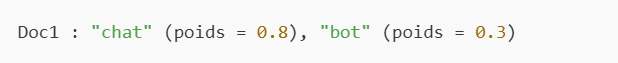 Doc1 : "chat" (poids = 0.8), "bot" (poids = 0.3)